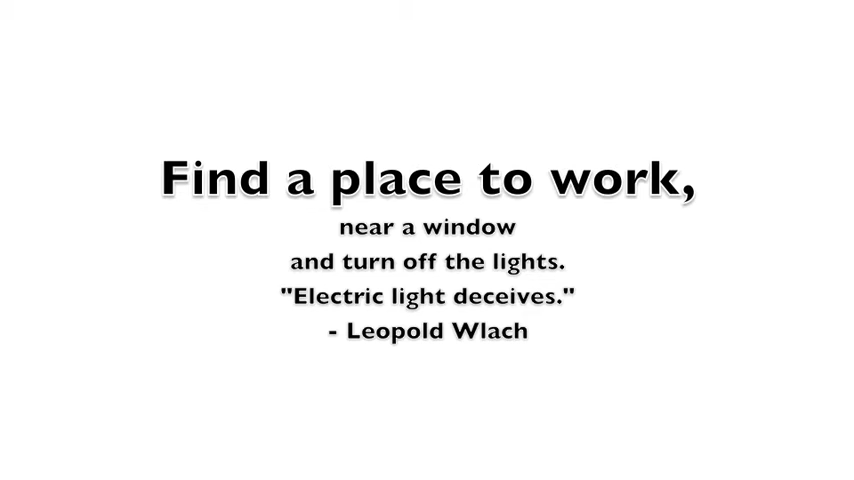 Find a place to work,
near a window
and turn off the lights.
"Electric light deceives."
- Leopold Wlach